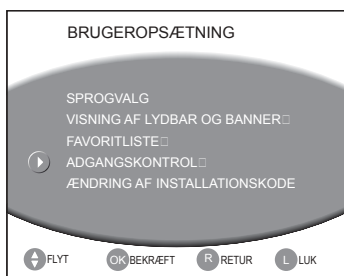 BRUGEROPSÆTNING
SPROGVALG
VISNING AF LYDBAR OG BANNER□
FAVORITLISTE□
ADGANGSKONTROL□
ÆNDRING AF INSTALLATIONSKODE
FLYT OK BEKRÆFT R RETUR L LUK